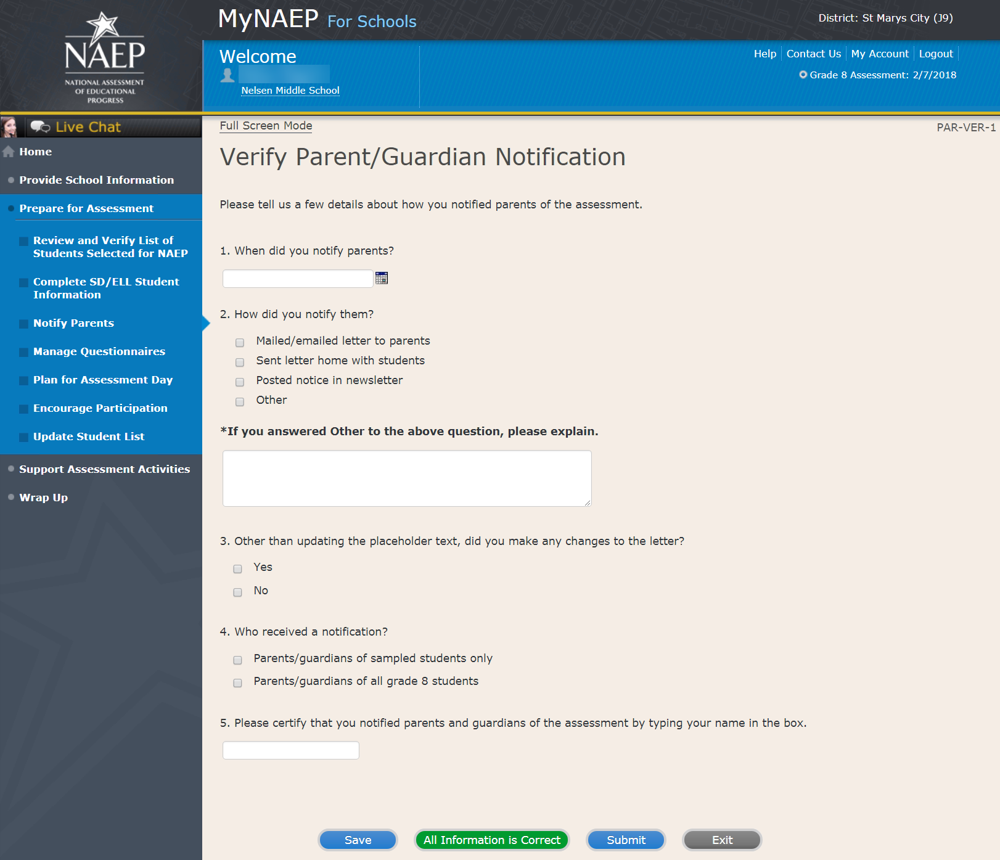 NAEP
NATIONAL ASSESSMENT
OF EDUCATIONAL
PROGRESS
MyNAEP For Schools
District: St Marys City (J9)
Welcome
Nelsen Middle School
Help
Contact Us
My Account
Logout
Grade 8 Assessment: 2/7/2018
Live Chat
Home
Provide School Information
Prepare for Assessment
Review and Verify List of
Students Selected for NAEP
Complete SD/ELL Student
Information
Notify Parents
Manage Questionnaires
Plan for Assessment Day
Encourage Participation
Update Student List
Support Assessment Activities
Wrap Up
Full Screen Mode
PAR-VER-1
Verify Parent/Guardian Notification
Please tell us a few details about how you notified parents of the assessment.
1. When did you notify parents?
2. How did you notify them?
Mailed/emailed letter to parents
Sent letter home with students
Posted notice in newsletter
Other
*If you answered Other to the above question, please explain.
3. Other than updating the placeholder text, did you make any changes to the letter?
Yes
No
4. Who received a notification?
Parents/guardians of sampled students only
Parents/guardians of all grade 8 students
5. Please certify that you notified parents and guardians of the assessment by typing your name in the box.
Save
All Information is Correct
Submit
Exit